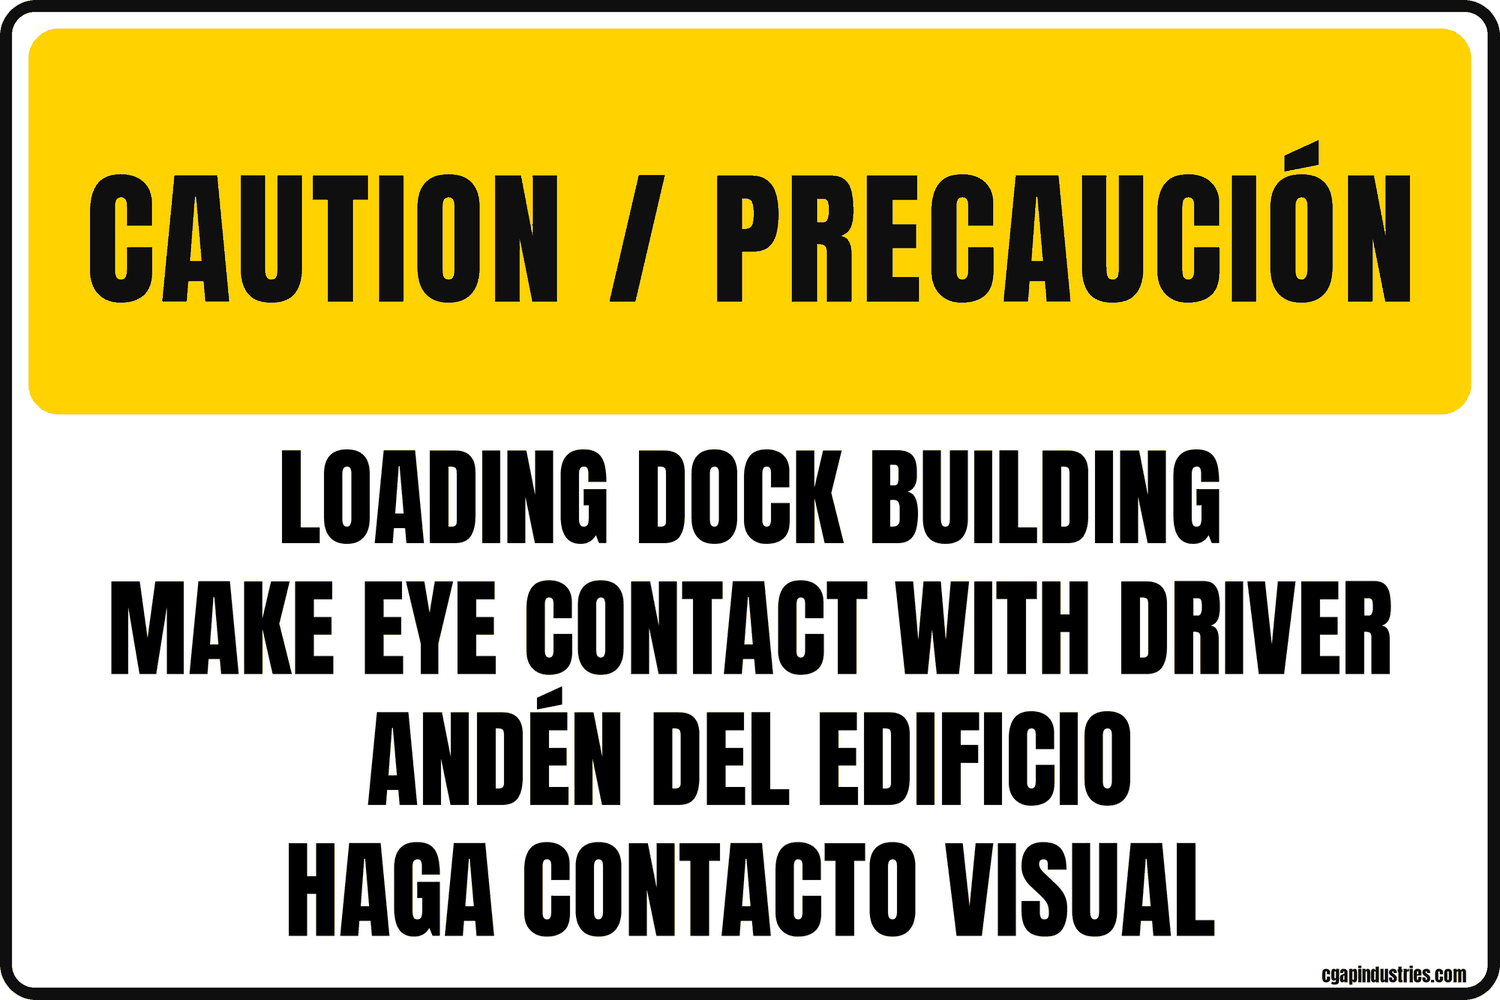 CAUTION / PRECAUCIÓN
LOADING DOCK BUILDING
MAKE EYE CONTACT WITH DRIVER
ANDÉN DEL EDIFICIO
HAGA CONTACTO VISUAL
cgapindustries.com